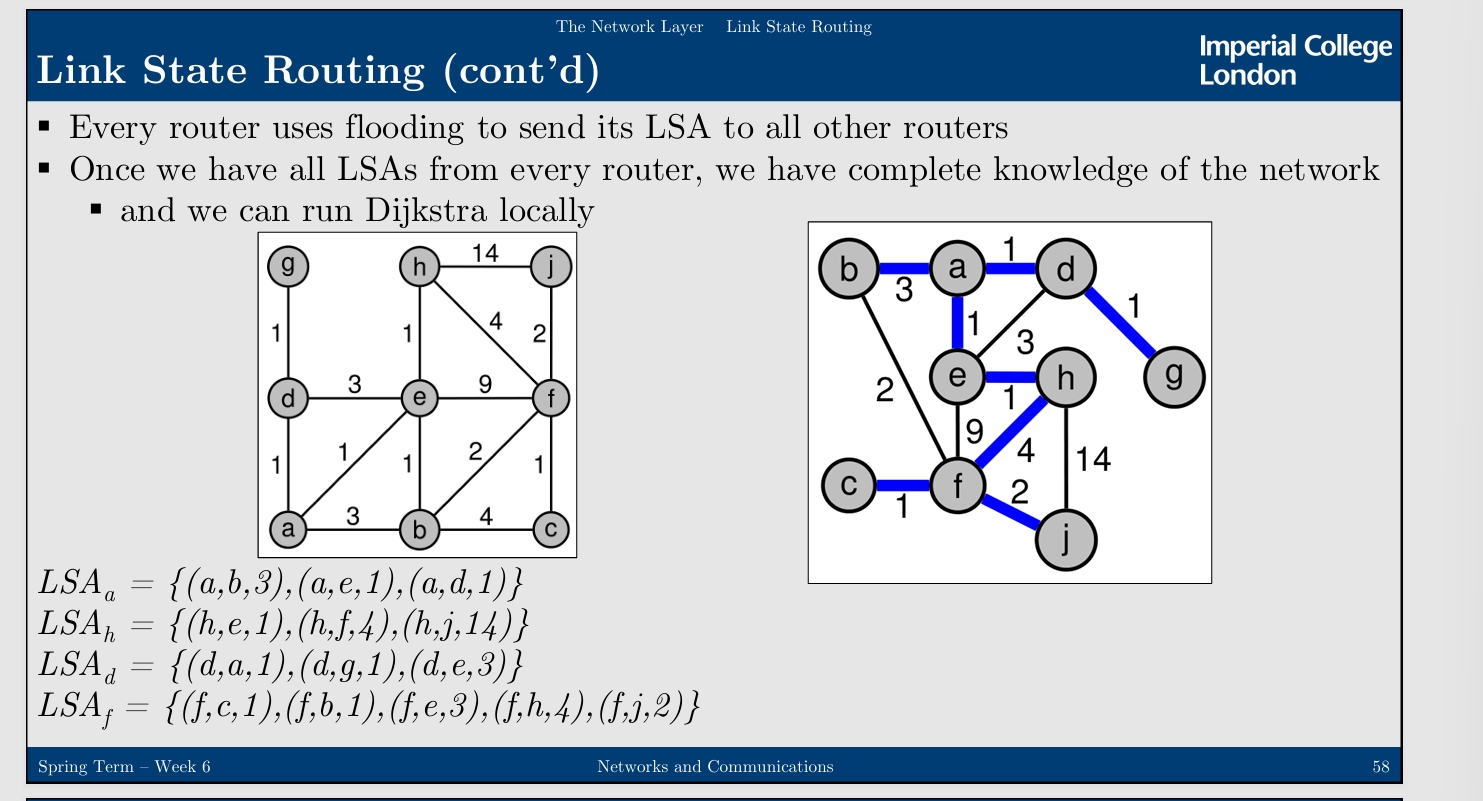 The Network Layer Link State Routing
Link State Routing (cont'd)
Imperial College
London
▪ Every router uses flooding to send its LSA to all other routers
▪ Once we have all LSAs from every router, we have complete knowledge of the network
▪ and we can run Dijkstra locally
g h 14 j
1 1 4 2
d 3 e 9 f
1 1 1 2 1
a 3 b 4 c
b 3 a 1 d
1 1
2 3
e 1 h g
9 4 14
c 1 f 2
j
LSA_a = {(a,b,3),(a,e,1),(a,d,1)}
LSA_h = {(h,e,1),(h,f,4),(h,j,14)}
LSA_d = {(d,a,1),(d,g,1),(d,e,3)}
LSA_f = {(f,c,1),(f,b,1),(f,e,3),(f,h,4),(f,j,2)}
Spring Term – Week 6 Networks and Communications 58